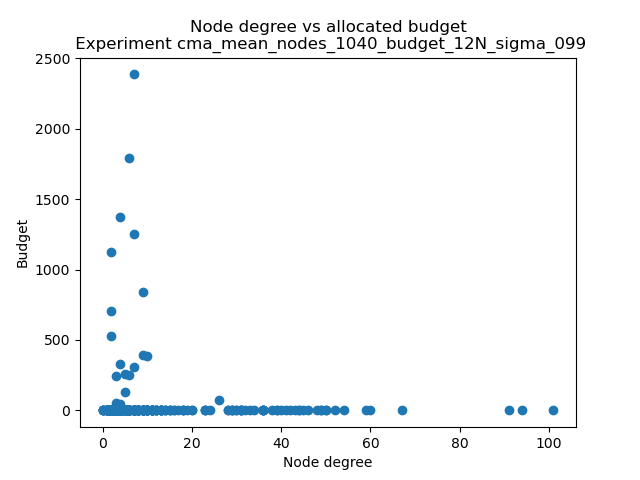 Node degree vs allocated budget
Experiment cma_mean_nodes_1040_budget_12N_sigma_099
2500
2000
1500
1000
500
0
Budget
0 20 40 60 80 100
Node degree